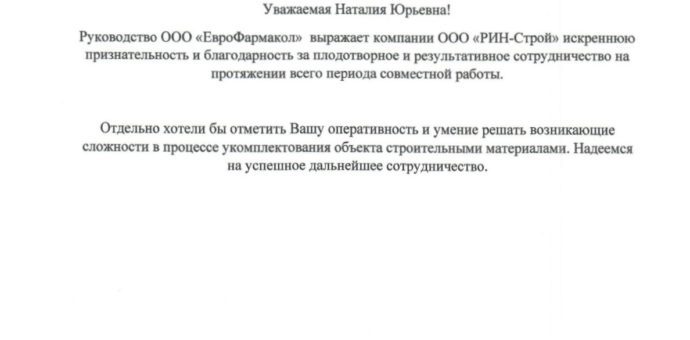 Уважаемая Наталия Юрьевна!
Руководство ООО «ЕвроФармакол»  выражает компании ООО «РИН-Строй» искреннюю
признательность и благодарность за плодотворное и результативное сотрудничество на
протяжении всего периода совместной работы.
Отдельно хотели бы отметить Вашу оперативность и умение решать возникающие
сложности в процессе укомплектования объекта строительными материалами. Надеемся
на успешное дальнейшее сотрудничество.